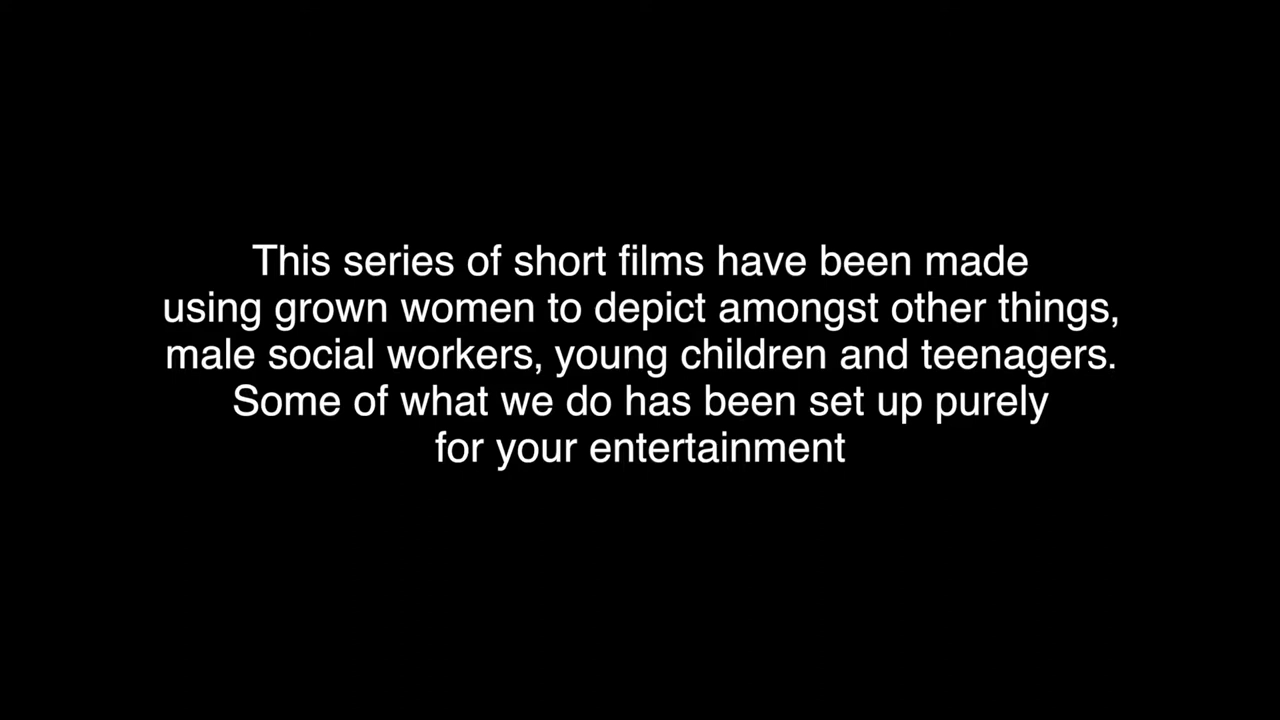 This series of short films have been made
using grown women to depict amongst other things,
male social workers, young children and teenagers.
Some of what we do has been set up purely
for your entertainment